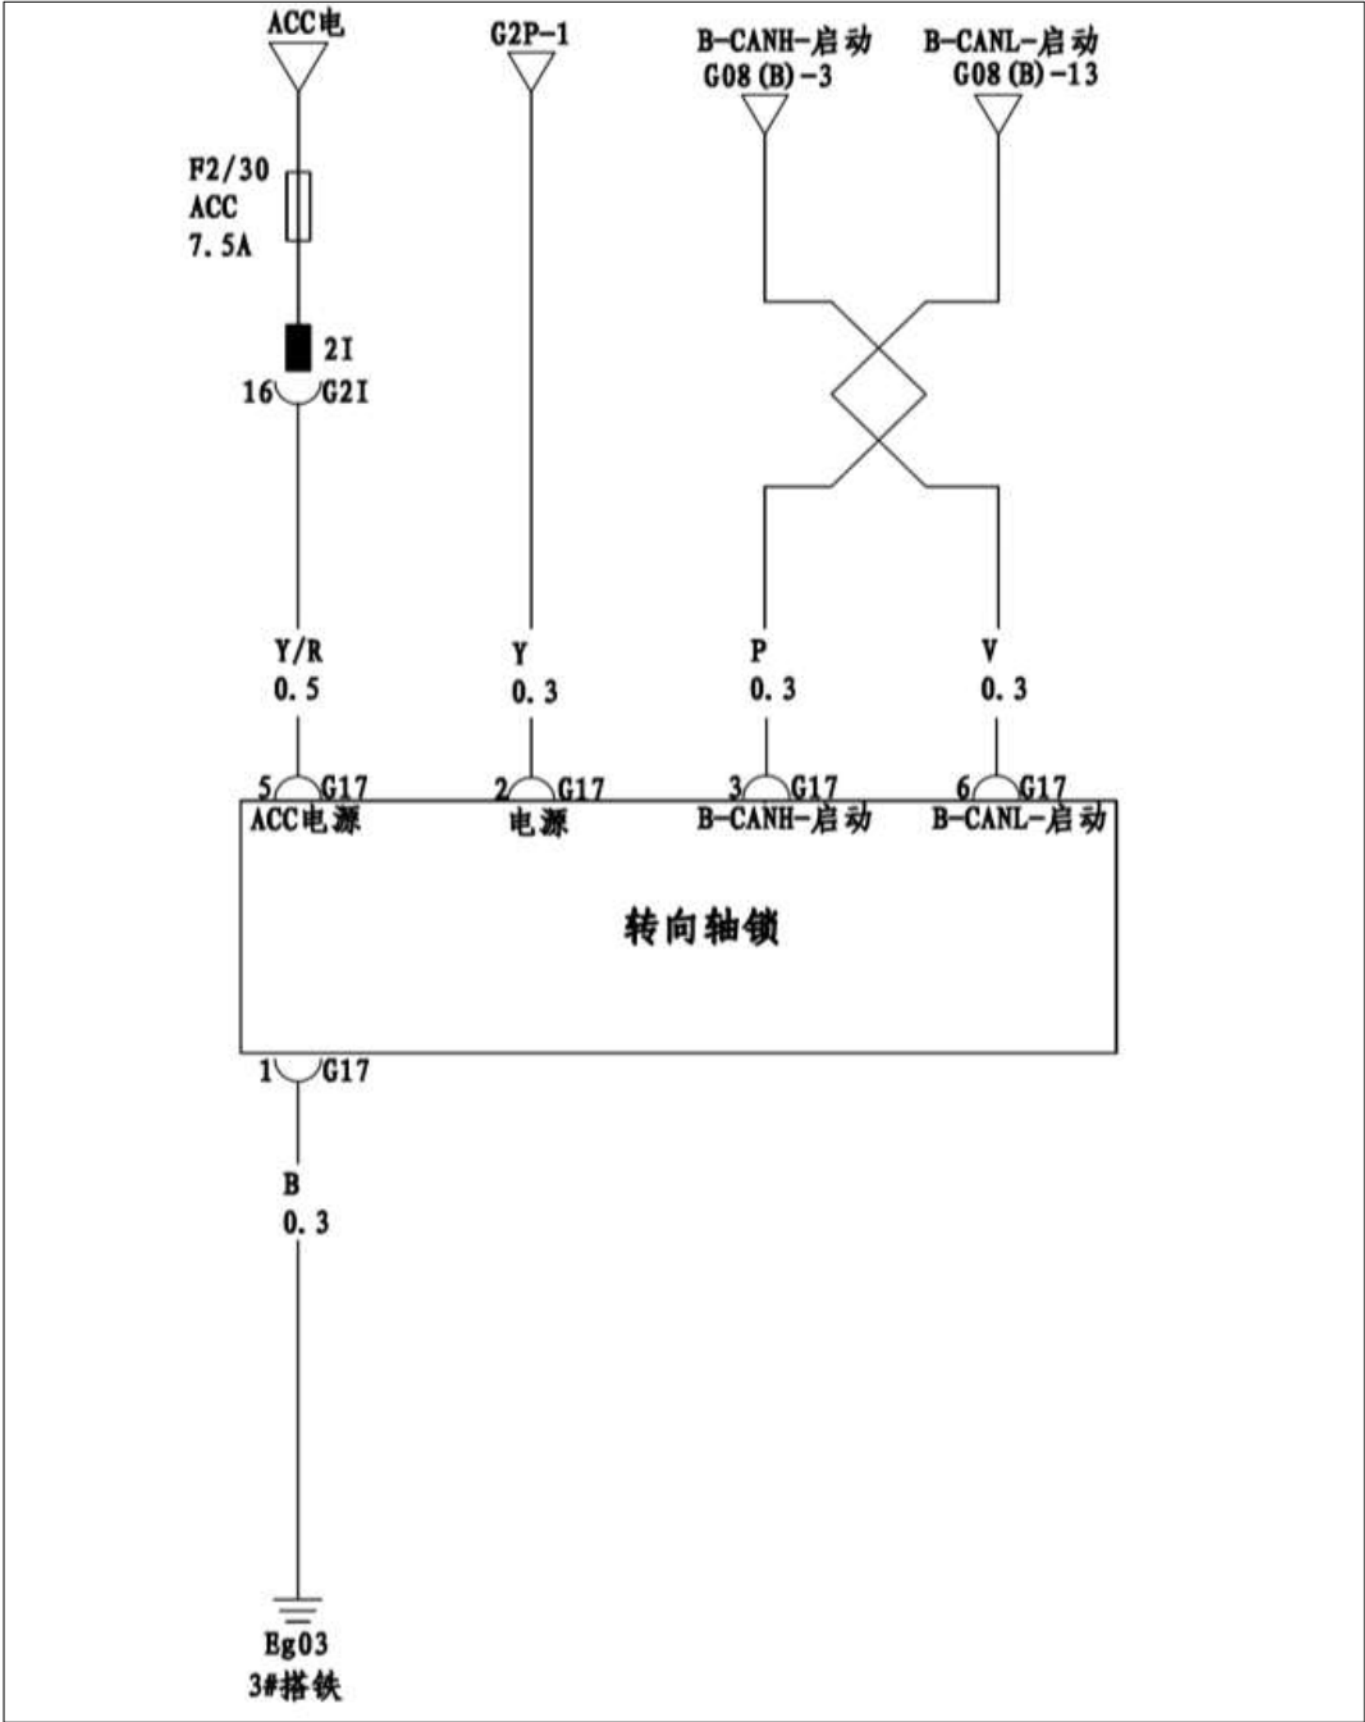 ACC电
G2P-1
B-CANH-启动
G08(B)-3
B-CANL-启动
G08(B)-13
F2/30
ACC
7.5A
2I
16
G2I
Y/R
0.5
Y
0.3
P
0.3
V
0.3
5
G17
2
G17
3
G17
6
G17
ACC电源
电源
B-CANH-启动
B-CANL-启动
转向轴锁
1
G17
B
0.3
Eg03
3#搭铁